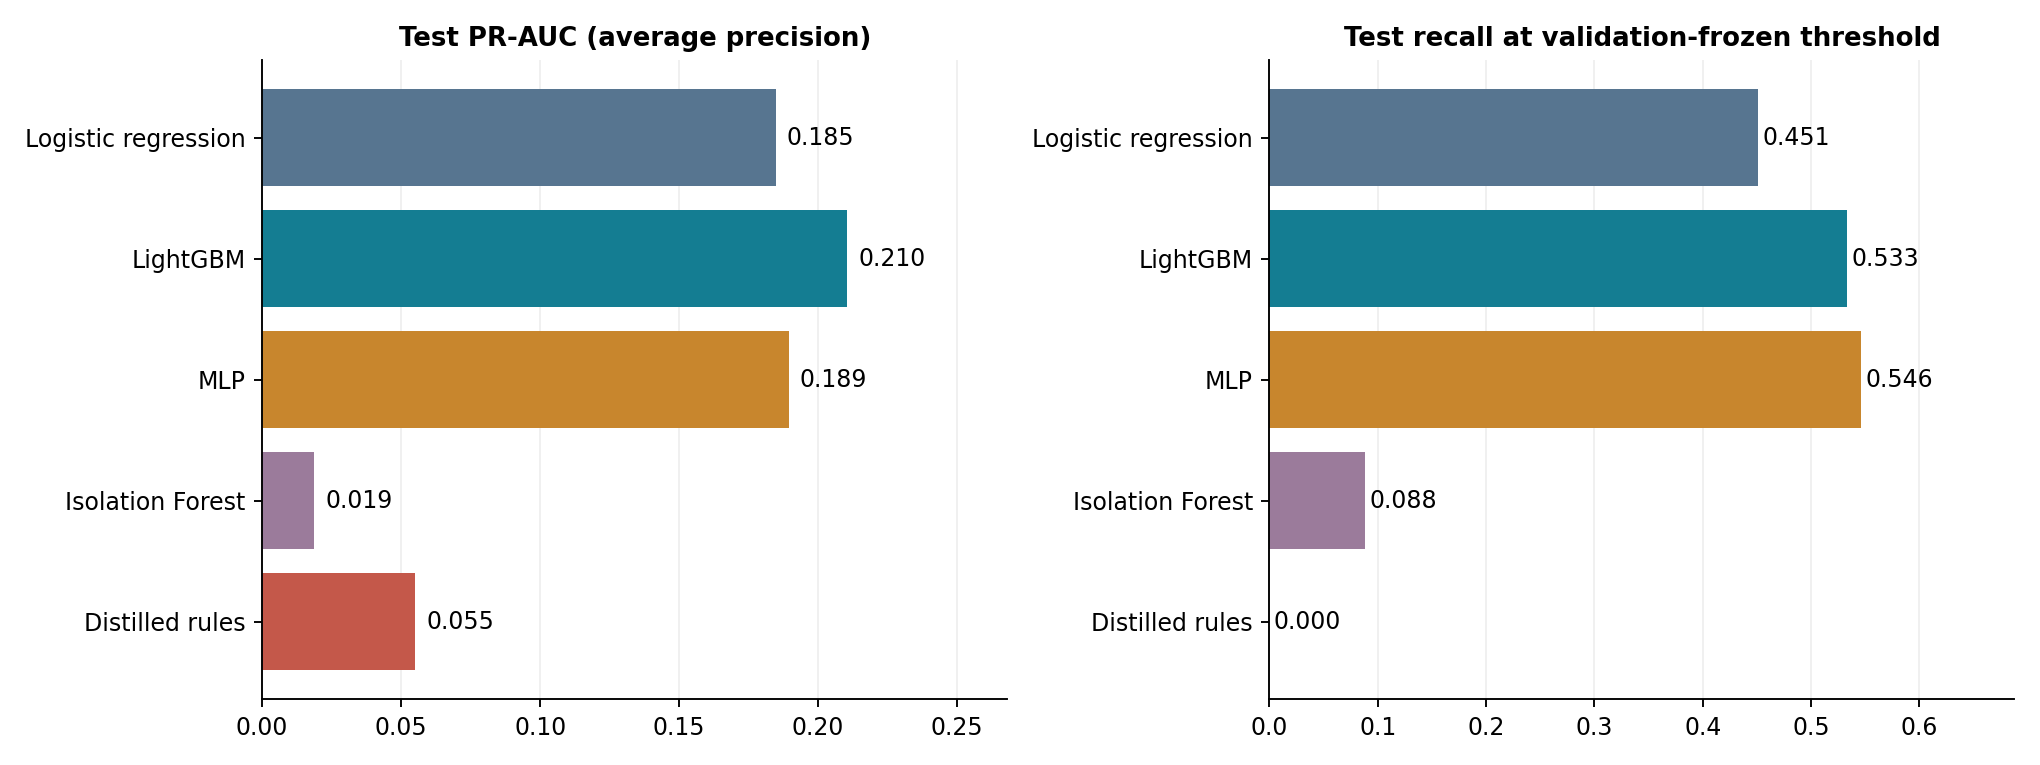 Test PR-AUC (average precision)
Logistic regression
0.185
LightGBM
0.210
MLP
0.189
Isolation Forest
0.019
Distilled rules
0.055
0.00 0.05 0.10 0.15 0.20 0.25
Test recall at validation-frozen threshold
Logistic regression
0.451
LightGBM
0.533
MLP
0.546
Isolation Forest
0.088
Distilled rules
0.000
0.0 0.1 0.2 0.3 0.4 0.5 0.6